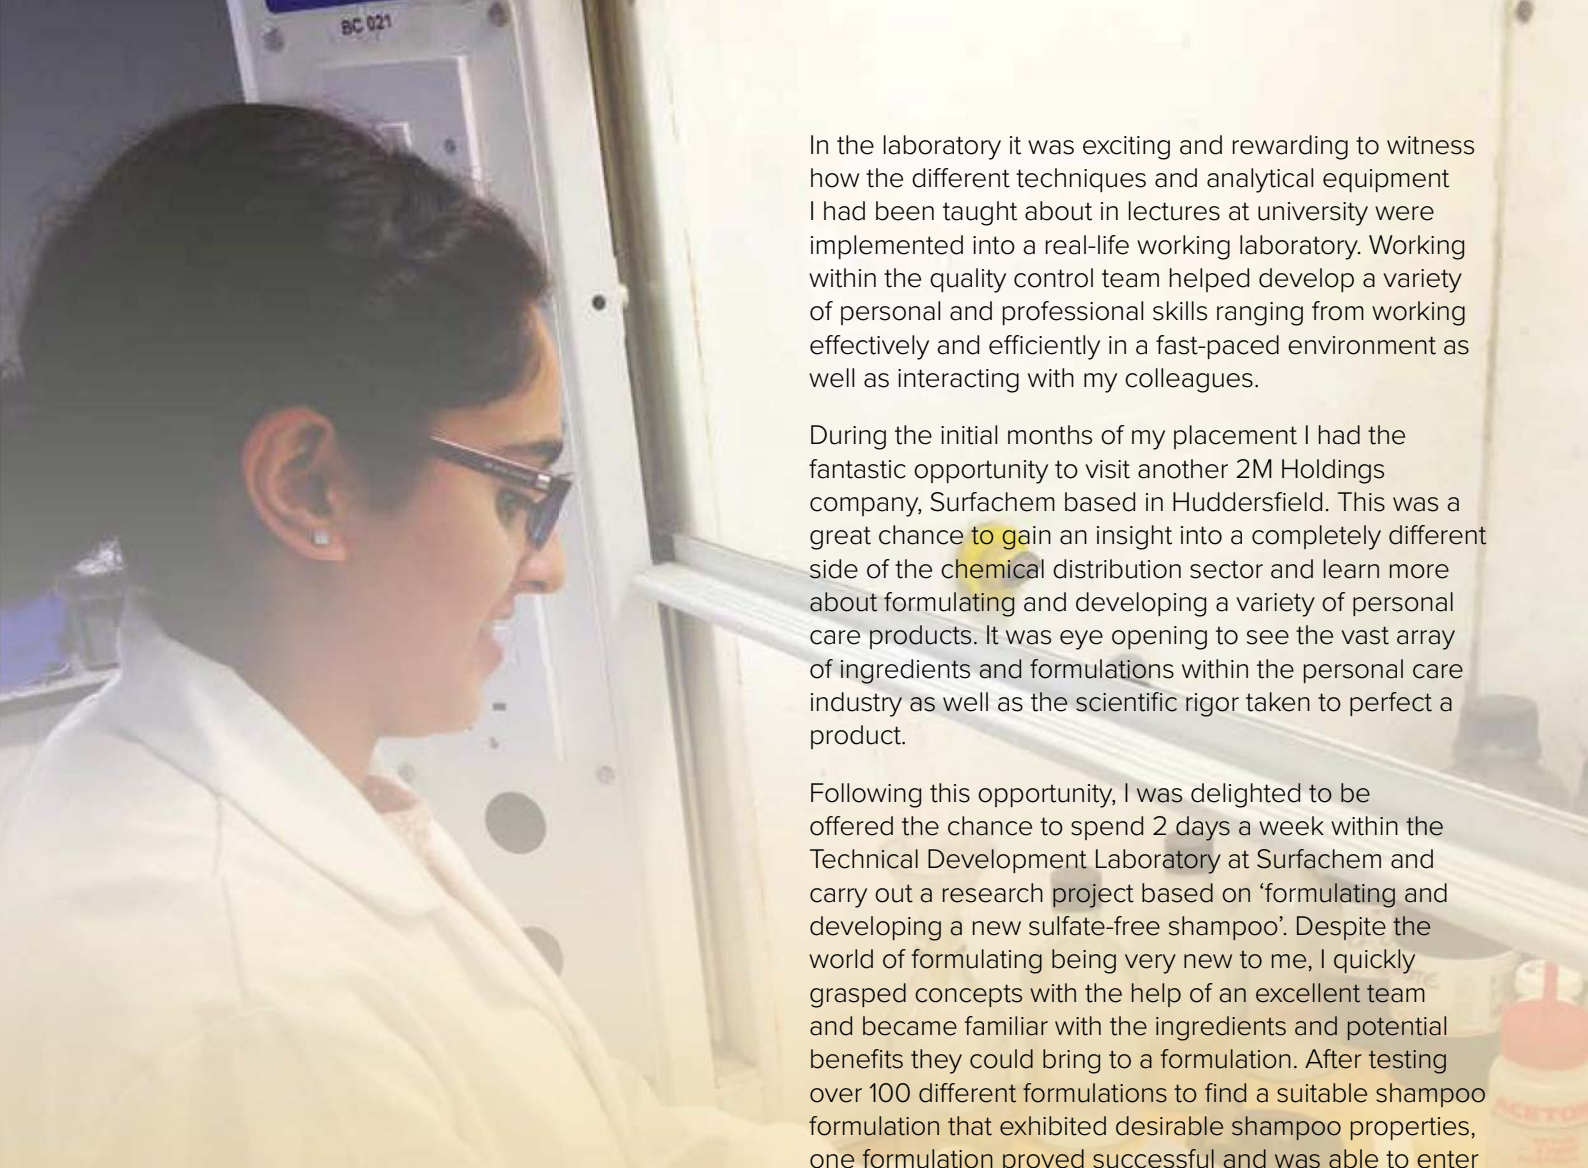 BC 021
In the laboratory it was exciting and rewarding to witness
how the different techniques and analytical equipment
I had been taught about in lectures at university were
implemented into a real-life working laboratory. Working
within the quality control team helped develop a variety
of personal and professional skills ranging from working
effectively and efficiently in a fast-paced environment as
well as interacting with my colleagues.
During the initial months of my placement I had the
fantastic opportunity to visit another 2M Holdings
company, Surfachem based in Huddersfield. This was a
great chance to gain an insight into a completely different
side of the chemical distribution sector and learn more
about formulating and developing a variety of personal
care products. It was eye opening to see the vast array
of ingredients and formulations within the personal care
industry as well as the scientific rigor taken to perfect a
product.
Following this opportunity, I was delighted to be
offered the chance to spend 2 days a week within the
Technical Development Laboratory at Surfachem and
carry out a research project based on ‘formulating and
developing a new sulfate-free shampoo’. Despite the
world of formulating being very new to me, I quickly
grasped concepts with the help of an excellent team
and became familiar with the ingredients and potential
benefits they could bring to a formulation. After testing
over 100 different formulations to find a suitable shampoo
formulation that exhibited desirable shampoo properties,
one formulation proved successful and was able to enter